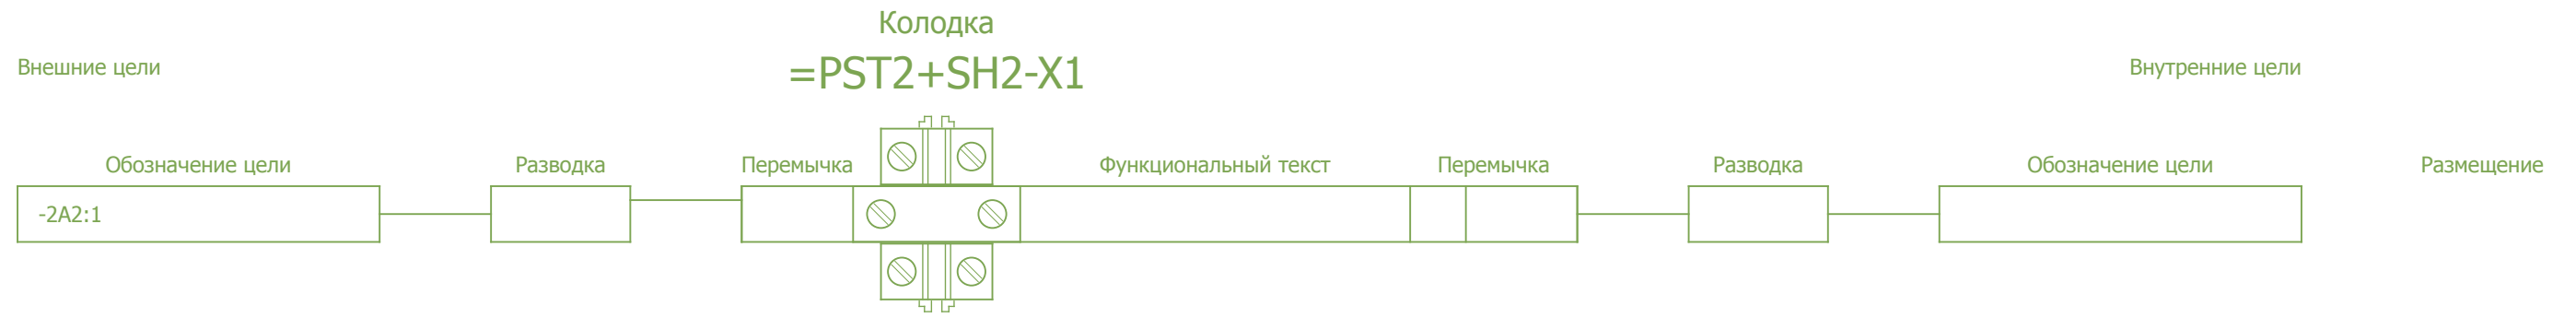 Колодка
=PST2+SH2-X1
Внешние цели
Внутренние цели
Обозначение цели
Разводка
Перемычка
Функциональный текст
Перемычка
Разводка
Обозначение цели
Размещение
-2A2:1